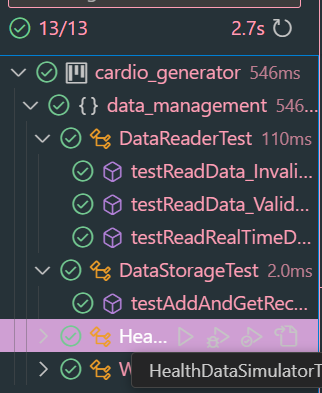 13/13 2.7s
cardio_generator 546ms
{} data_management 546...
DataReaderTest 110ms
testReadData_Invali...
testReadData_Valid...
testReadRealTimeD...
DataStorageTest 2.0ms
testAddAndGetRec...
Hea...
W
HealthDataSimulatorT